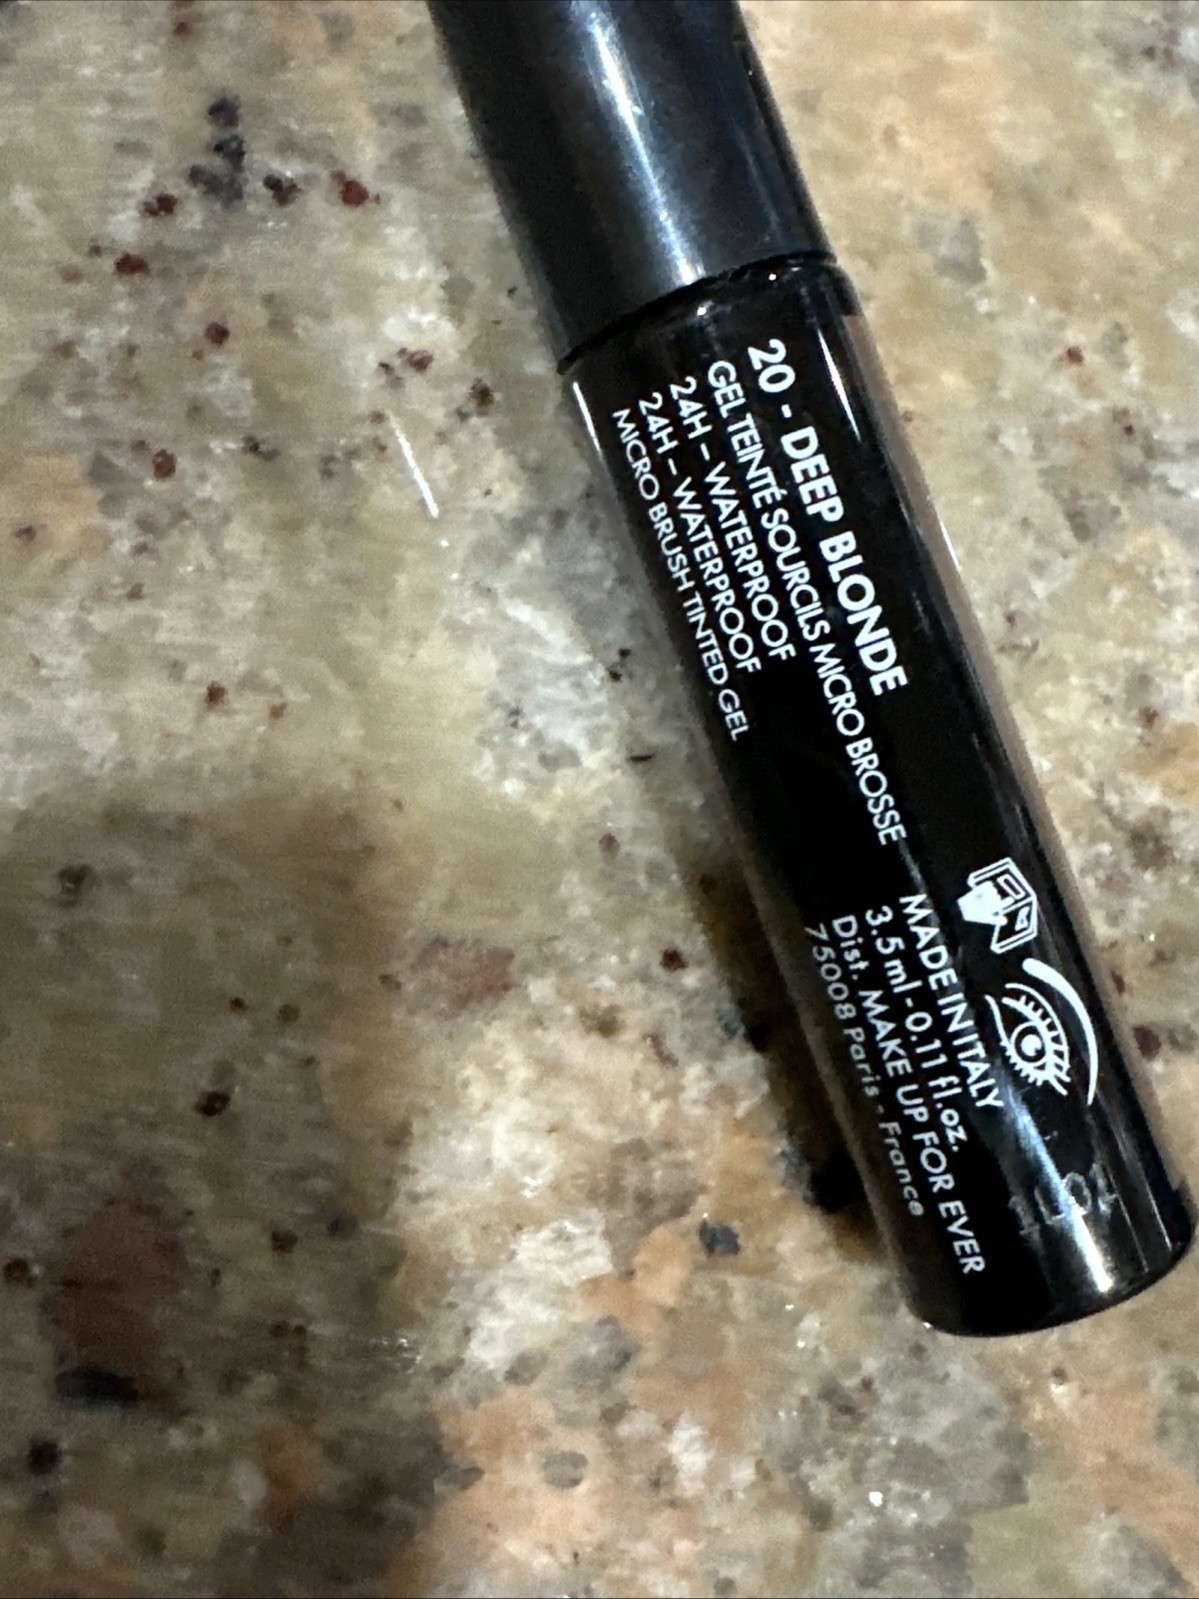 20 - DEEP BLONDE
GEL TEINTÉ SOURCILS MICRO BROSSE
24H – WATERPROOF
24H – WATERPROOF
MICRO BRUSH TINTED GEL
MADE IN ITALY
3.5 ml - 0.11 fl.oz.
Dist. MAKE UP FOR EVER
75008 Paris - France